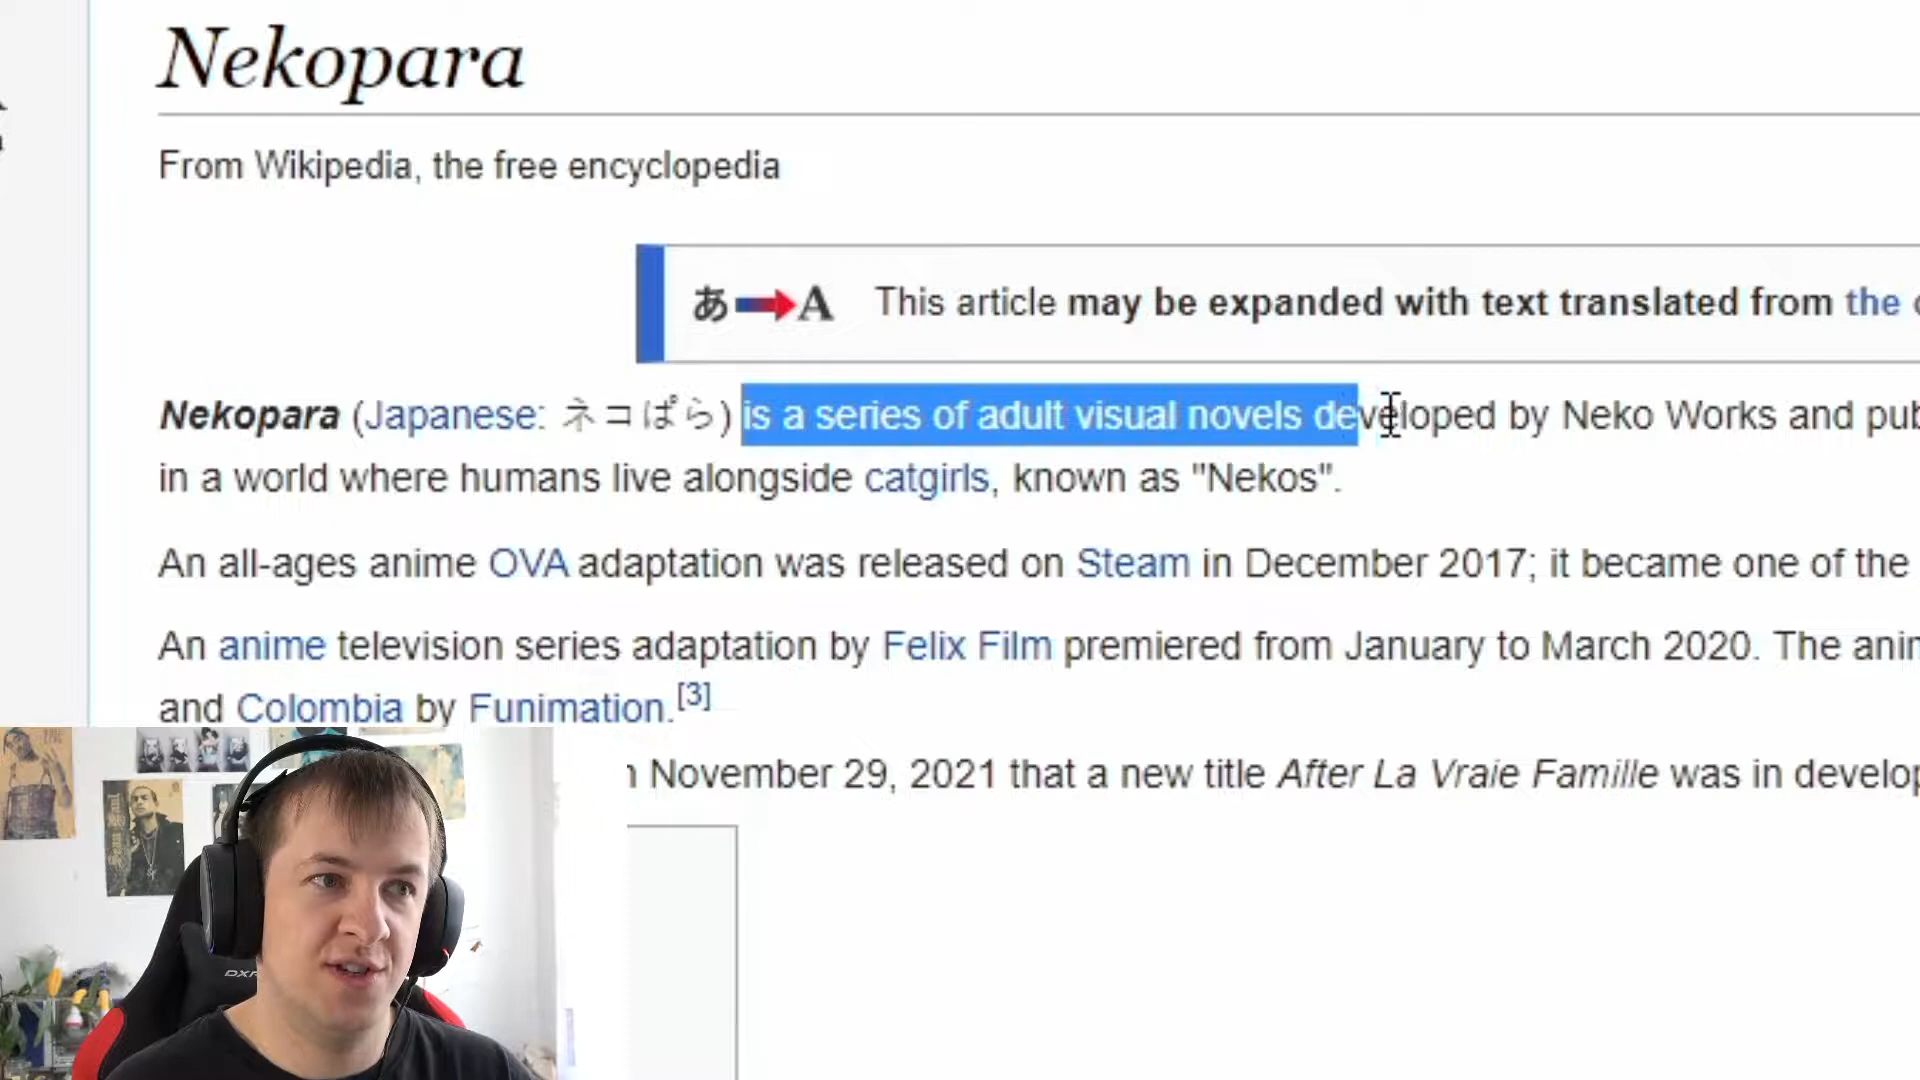 Nekopara
From Wikipedia, the free encyclopedia
あ A This article may be expanded with text translated from the
Nekopara (Japanese: ネコぱら) is a series of adult visual novels developed by Neko Works and
in a world where humans live alongside catgirls, known as "Nekos".
An all-ages anime OVA adaptation was released on Steam in December 2017; it became one of the
An anime television series adaptation by Felix Film premiered from January to March 2020. The
and Colombia by Funimation.[3]
November 29, 2021 that a new title After La Vraie Famille was in